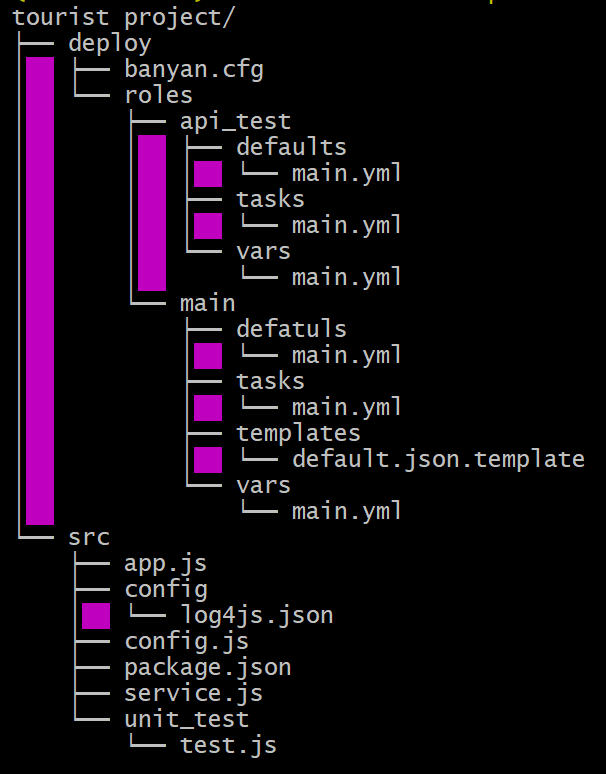 tourist project/
├── deploy
│   ├── banyan.cfg
│   └── roles
│       ├── api_test
│       │   ├── defaults
│       │   │   └── main.yml
│       │   ├── tasks
│       │   │   └── main.yml
│       │   └── vars
│       │       └── main.yml
│       └── main
│           ├── defatuls
│           │   └── main.yml
│           ├── tasks
│           │   └── main.yml
│           ├── templates
│           │   └── default.json.template
│           └── vars
│               └── main.yml
└── src
    ├── app.js
    ├── config
    │   └── log4js.json
    ├── config.js
    ├── package.json
    ├── service.js
    └── unit_test
        └── test.js